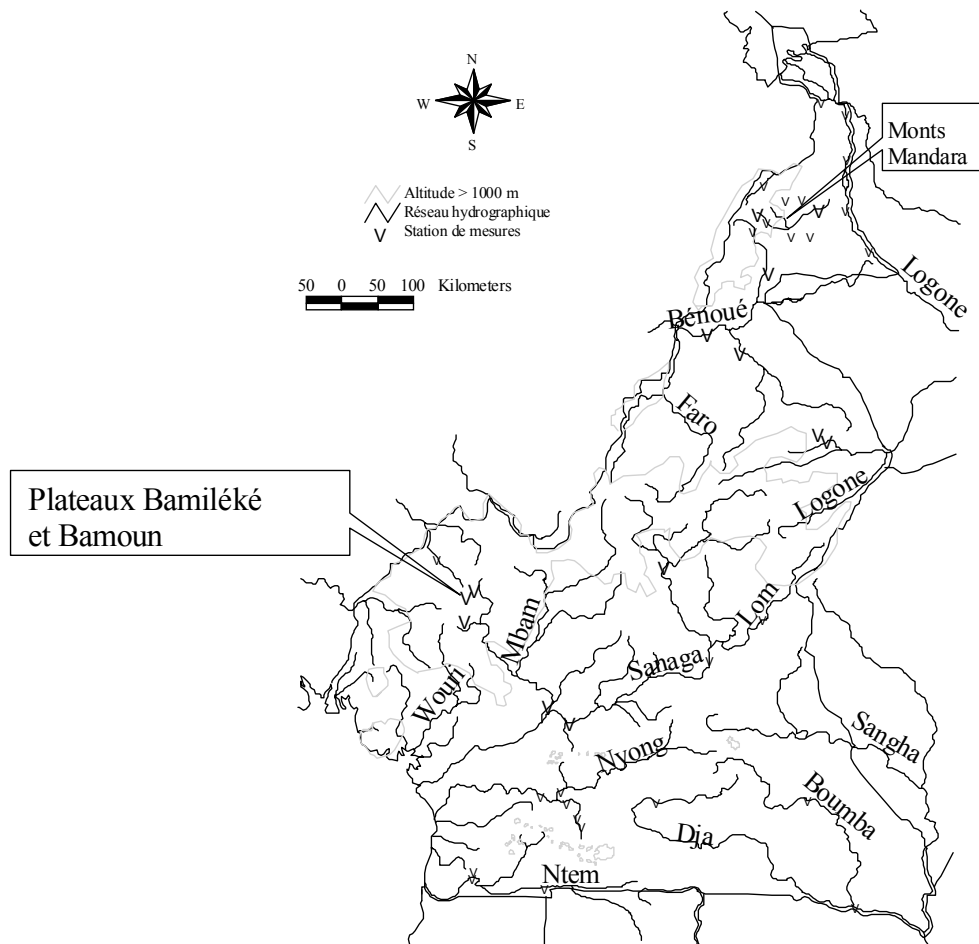 N
W E
S
Altitude > 1000 m
Réseau hydrographique
Station de mesures
50 0 50 100 Kilometers
Monts
Mandara
Logone
Bénoué
Faro
Logone
Plateaux Bamiléké
et Bamoun
Mbam
Lom
Sanaga
Wouri
Sangha
Nyong
Boumba
Dja
Ntem